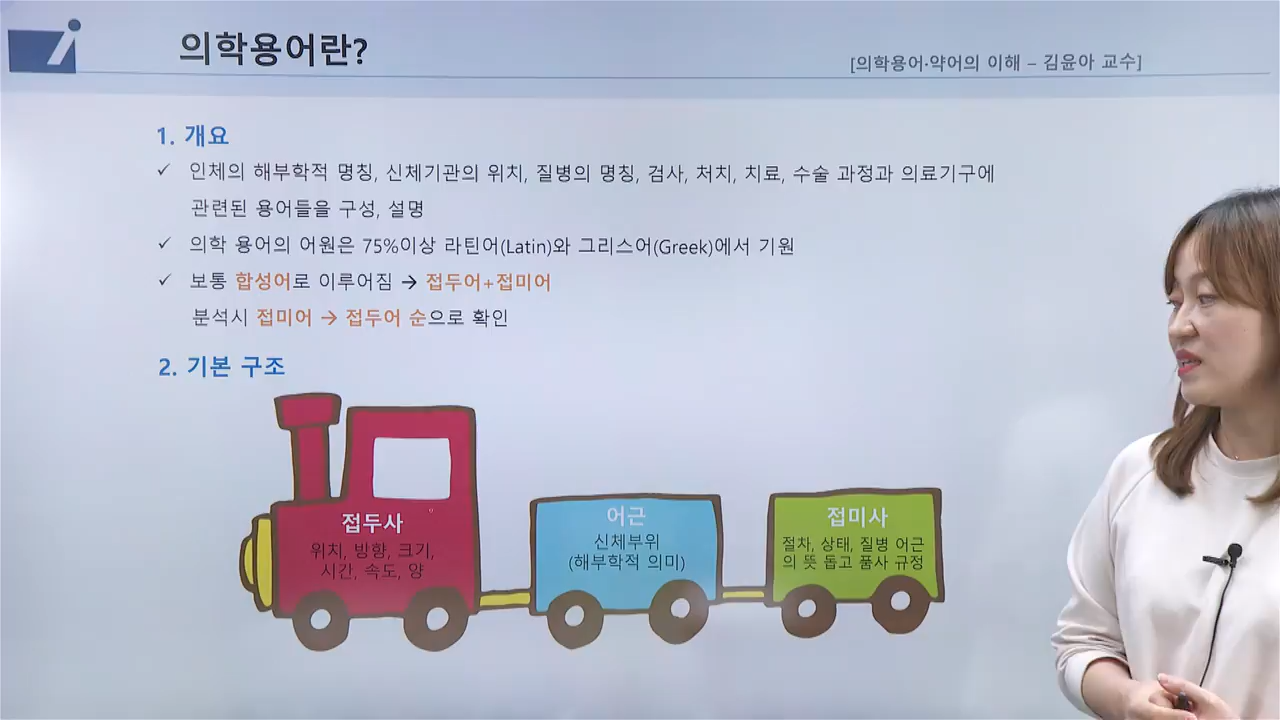 의학용어란?
[의학용어·약어의 이해 – 김윤아 교수]
1. 개요
✓ 인체의 해부학적 명칭, 신체기관의 위치, 질병의 명칭, 검사, 처치, 치료, 수술 과정과 의료기구에
관련된 용어들을 구성, 설명
✓ 의학 용어의 어원은 75%이상 라틴어(Latin)와 그리스어(Greek)에서 기원
✓ 보통 합성어로 이루어짐 → 접두어+접미어
분석시 접미어 → 접두어 순으로 확인
2. 기본 구조
접두사
위치, 방향, 크기,
시간, 속도, 양
어근
신체부위
(해부학적 의미)
접미사
절차, 상태, 질병 어근
의 뜻 돕고 품사 규정